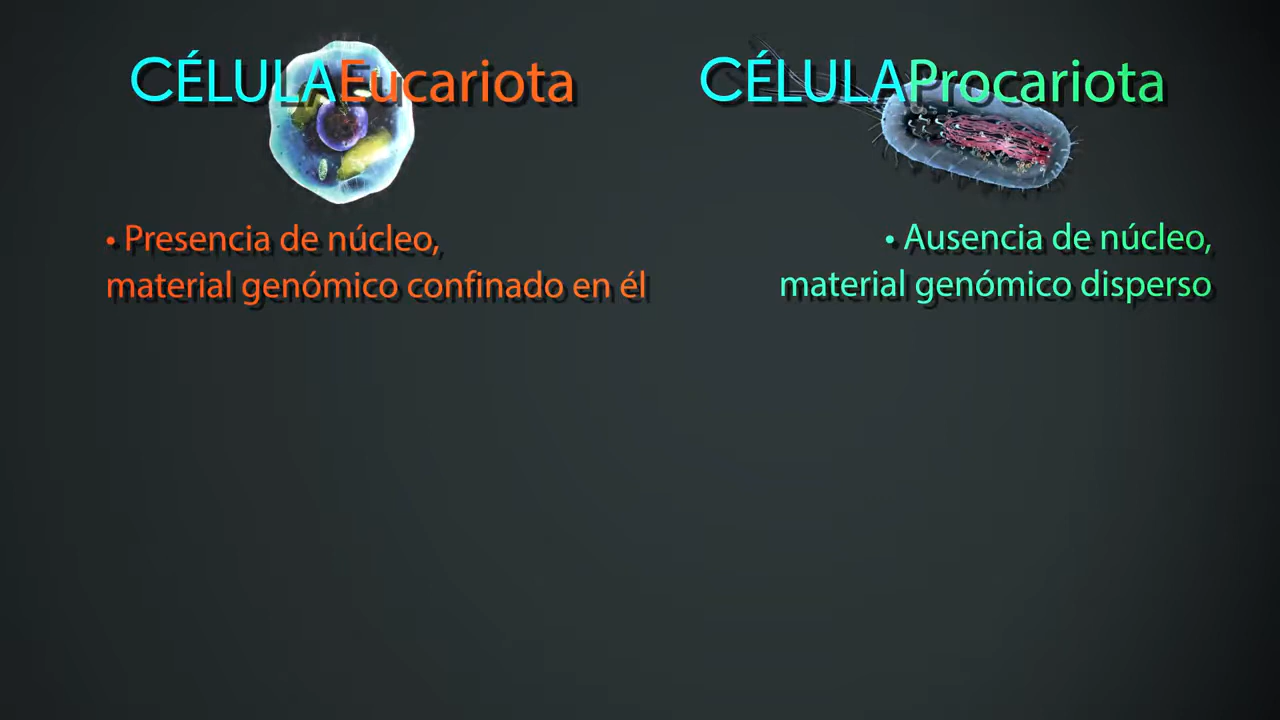 CÉLULAEucariota
• Presencia de núcleo,
material genómico confinado en él
CÉLULAProcariota
• Ausencia de núcleo,
material genómico disperso